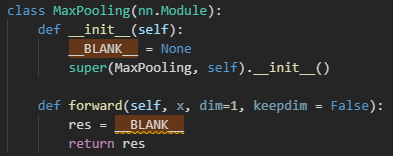 class MaxPooling(nn.Module):
    def __init__(self):
        __BLANK__ = None
        super(MaxPooling, self).__init__()

    def forward(self, x, dim=1, keepdim = False):
        res = __BLANK__
        return res